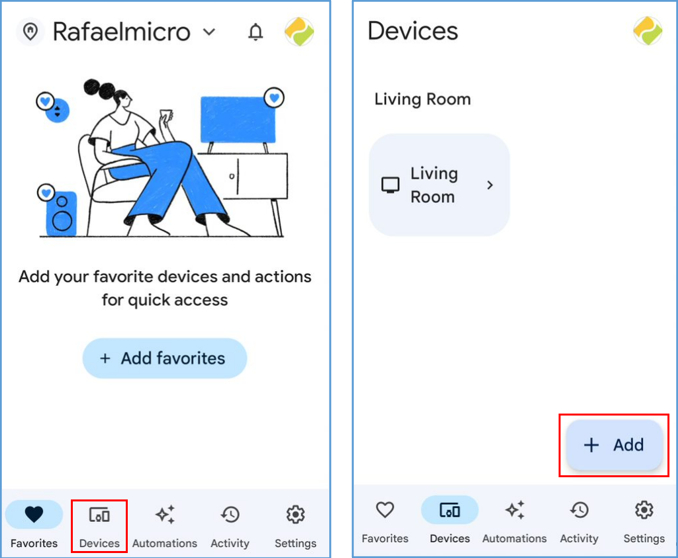 Rafaelmicro
Add your favorite devices and actions
for quick access
+ Add favorites
Favorites
Devices
Automations
Activity
Settings
Devices
Living Room
Living
Room
+ Add
Favorites
Devices
Automations
Activity
Settings